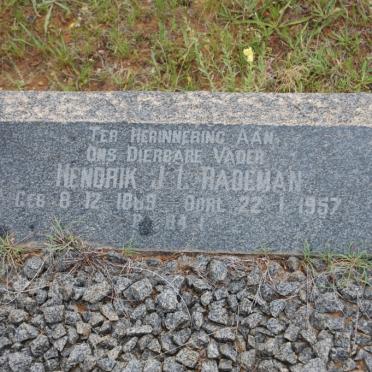 TER HERINNERING AAN
ONS DIERBARE VADER
HENDRIK J. L. RADEMAN
GEB 8. 12. 1869 OORL. 22. 1. 1957